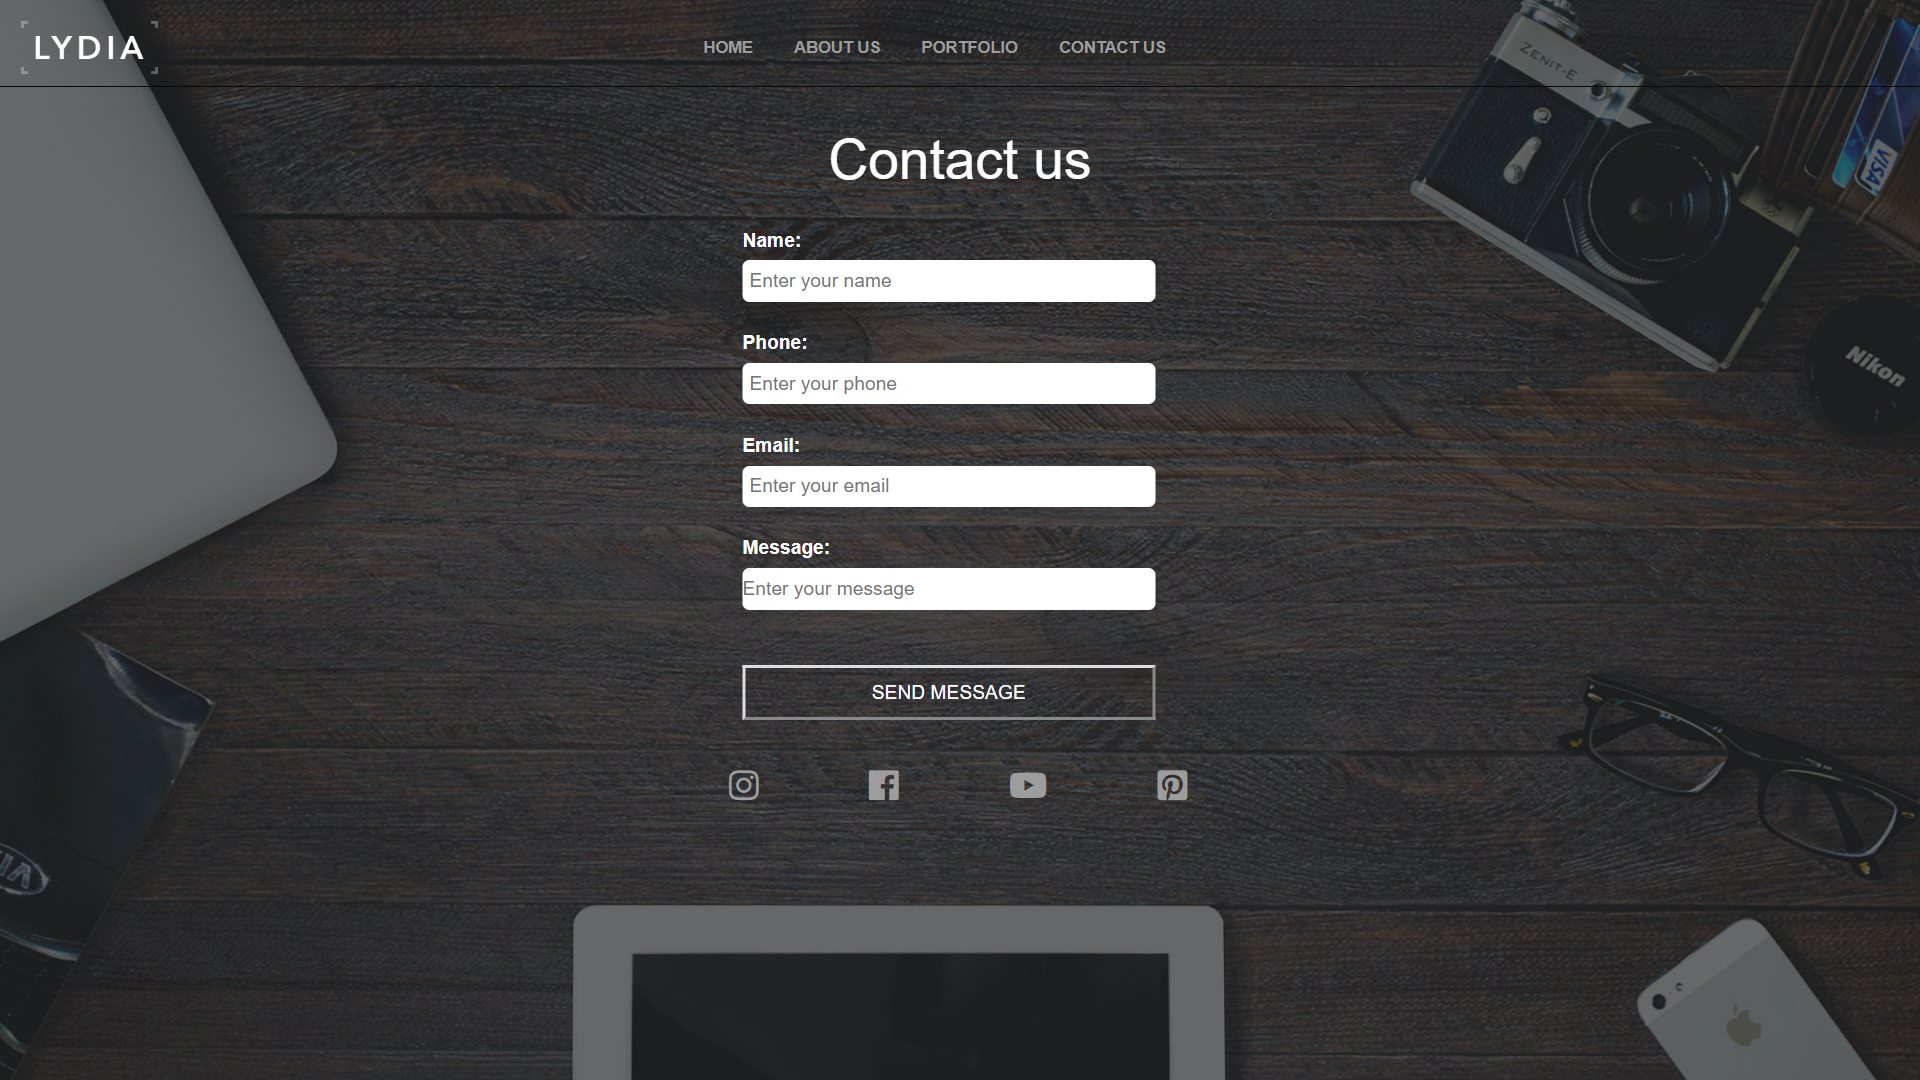 LYDIA
HOME ABOUT US PORTFOLIO CONTACT US
ZENIT-E
VISA
Contact us
Name:
Enter your name
Nikon
Phone:
Enter your phone
Email:
Enter your email
Message:
Enter your message
SEND MESSAGE